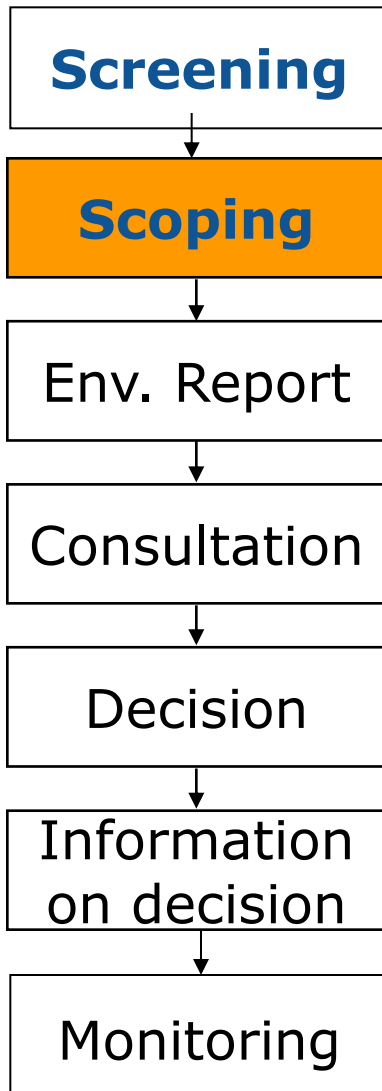 Screening
Scoping
Env. Report
Consultation
Decision
Information
on decision
Monitoring